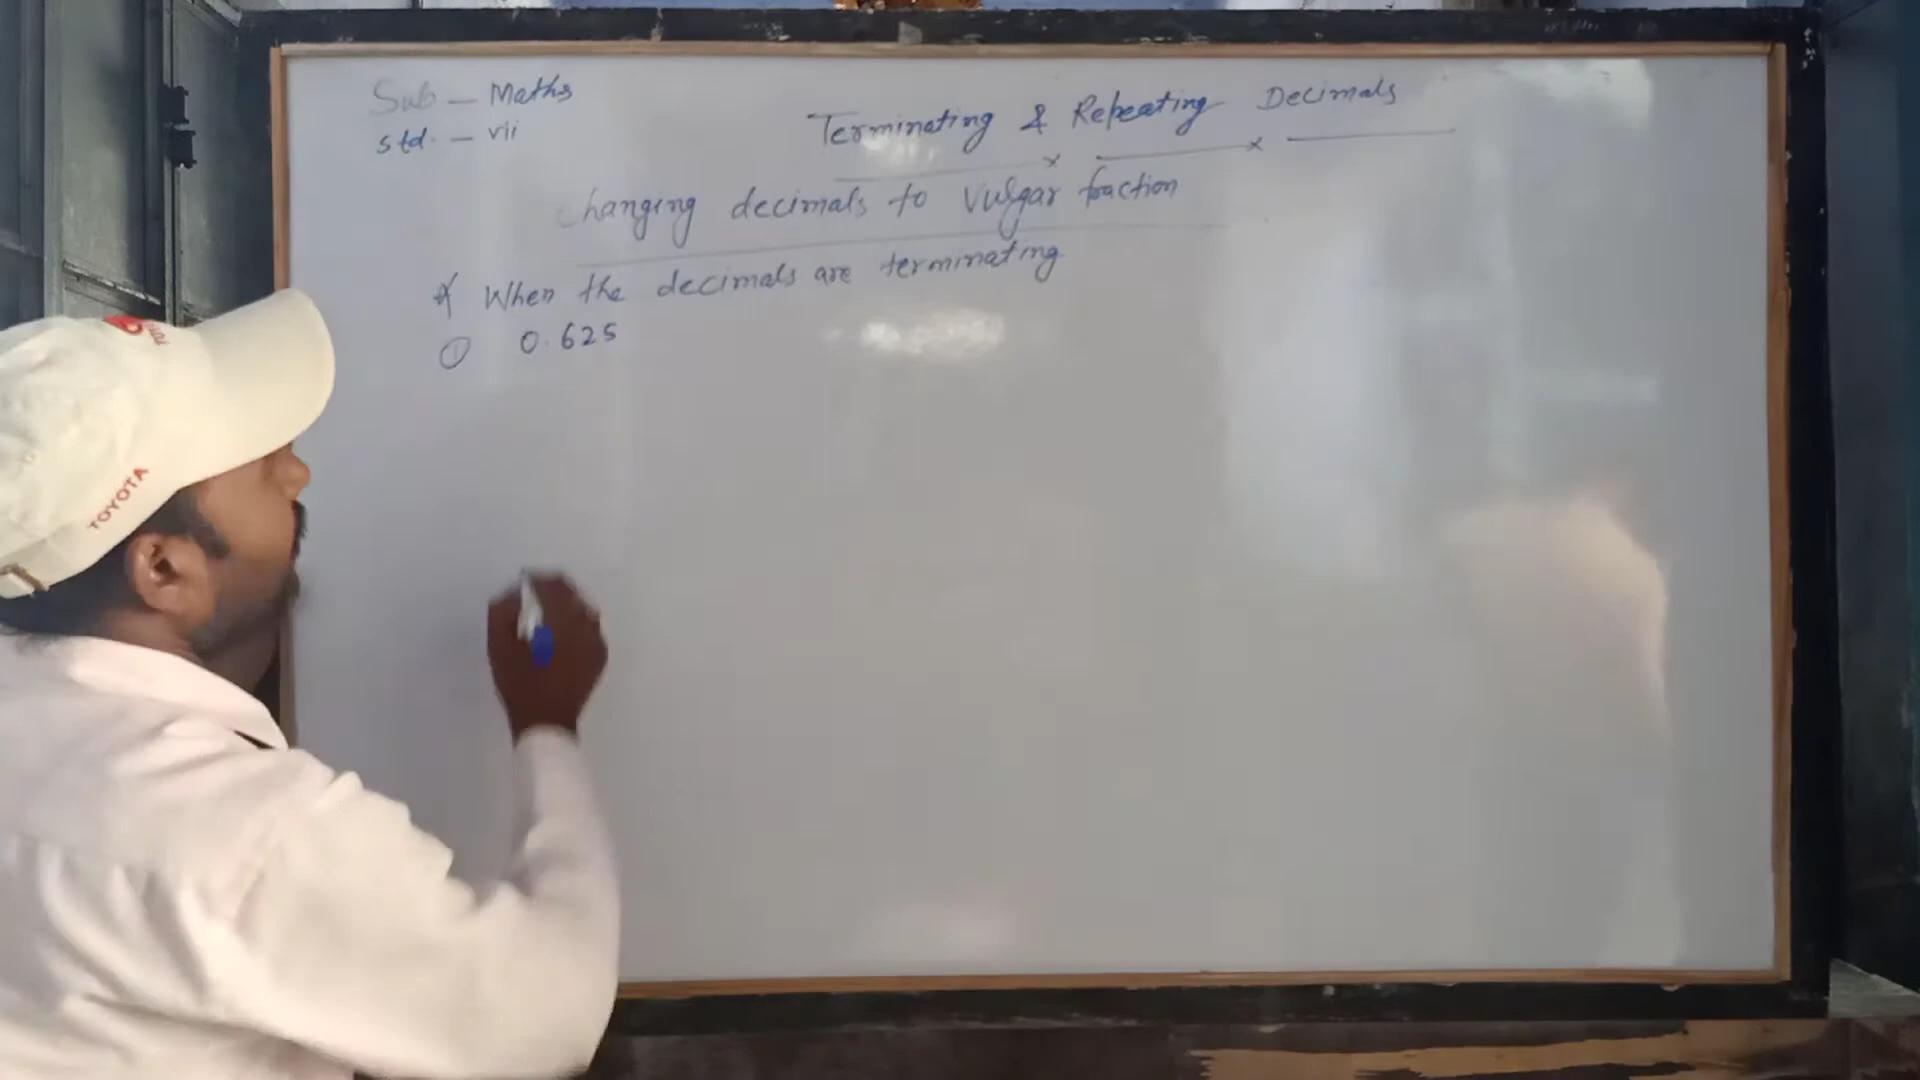 Sub - Maths
Std. - vii
Terminating & Repeating Decimals
Changing decimals to Vulgar fraction
* When the decimals are terminating
① 0.625
TOYOTA